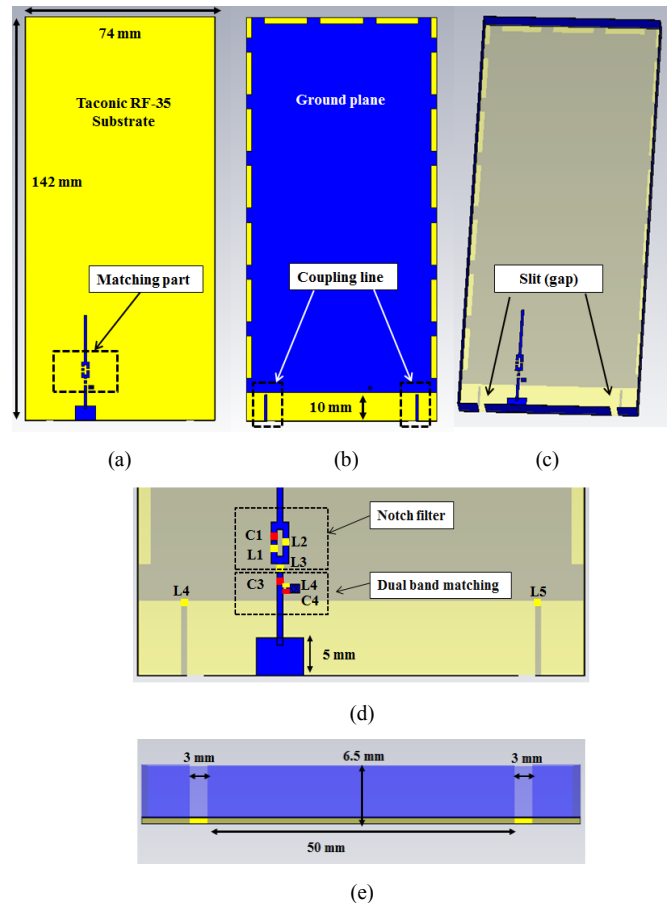 74 mm
Taconic RF-35
Substrate
142 mm
Matching part
(a)
Ground plane
Coupling line
10 mm
(b)
Slit (gap)
(c)
Notch filter
C1
L2
L1
L3
C3
L4
C4
Dual band matching
L4
L5
5 mm
(d)
3 mm
6.5 mm
3 mm
50 mm
(e)